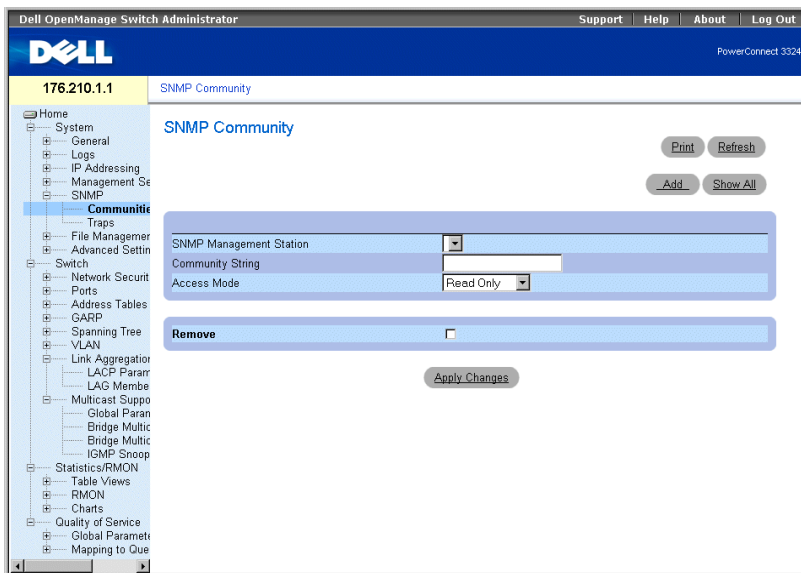 Dell OpenManage Switch Administrator
Support | Help | About | Log Out
DELL
PowerConnect 3324
176.210.1.1
SNMP Community
Home
System
General
Logs
IP Addressing
Management Se
SNMP
Communitie
Traps
File Managemer
Advanced Settin
Switch
Network Securit
Ports
Address Tables
GARP
Spanning Tree
VLAN
Link Aggregation
LACP Param
LAG Membe
Multicast Suppo
Global Paran
Bridge Multic
Bridge Multic
IGMP Snoop
Statistics/RMON
Table Views
RMON
Charts
Quality of Service
Global Paramete
Mapping to Que
SNMP Community
Print
Refresh
Add
Show All
SNMP Management Station
Community String
Access Mode Read Only
Remove
Apply Changes